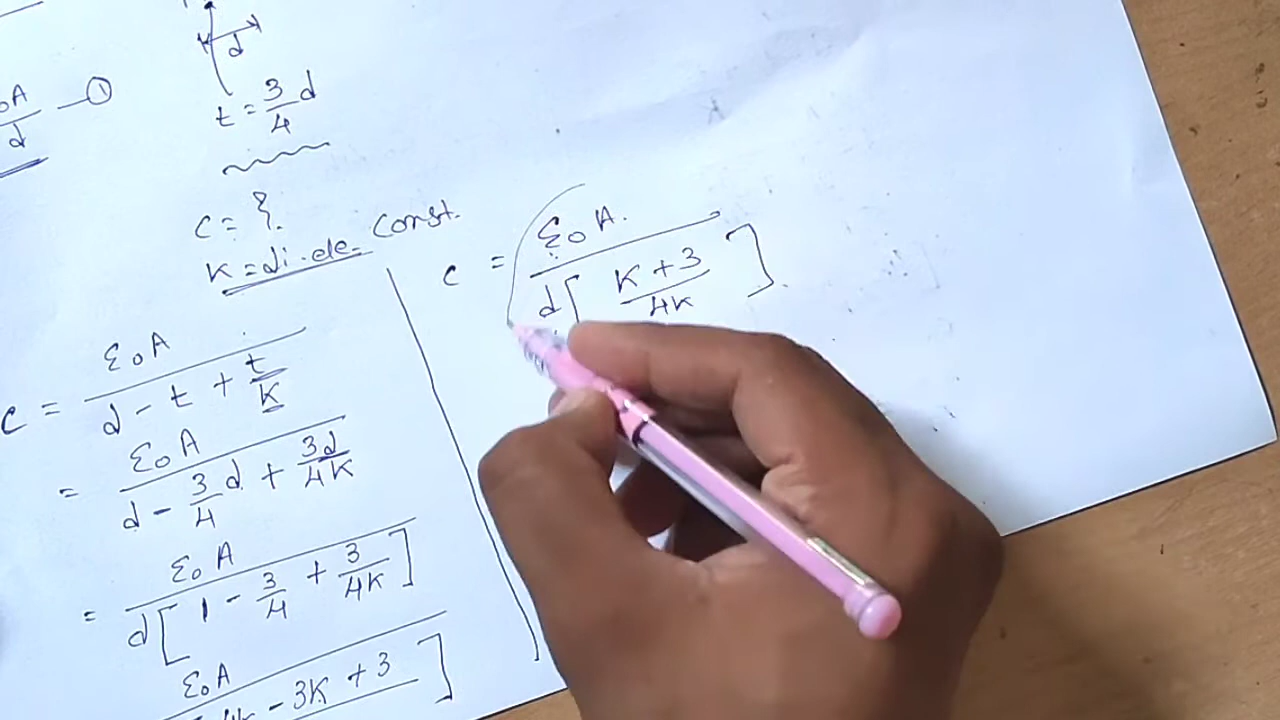 d
ε₀A/d — ①
t = 3/4 d
C = ?
K = di.ele. const.
C = ε₀A / d - t + t/K
= ε₀A / d - 3/4 d + 3d/4K
= ε₀A / d[1 - 3/4 + 3/4K]
ε₀A / 4K - 3K + 3 ]
C = ε₀A. / d[K+3/4K].